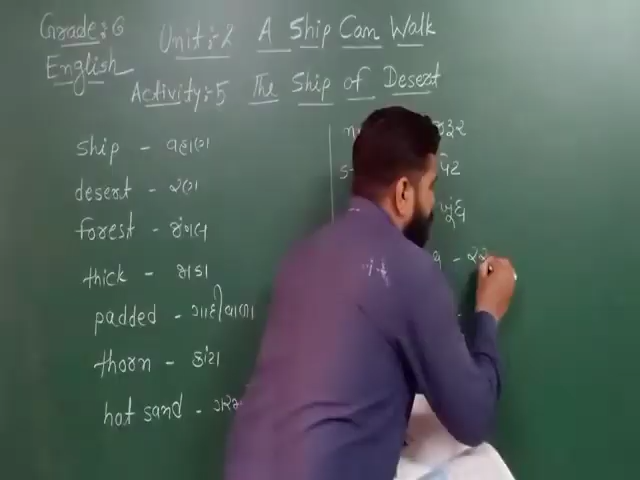 Grade:-6
Unit:-2 A Ship Can Walk
English
Activity:-5 The Ship of Desert
ship - વહાણ
desert - રણ
forest - જંગલ
thick - જાડા
padded - ગાદીવાળા
thorn - કાંટા
hot sand - ગરમ
ખૂંધ